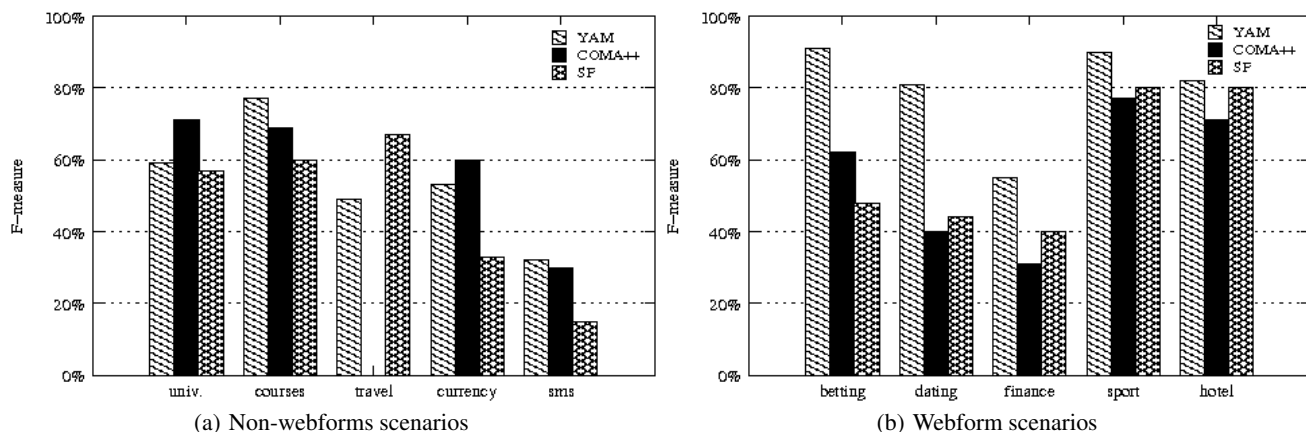 100%
80%
60%
40%
20%
0%
F-measure
YAM
COMA++
SF
univ. courses travel currency sms
(a) Non-webforms scenarios
100%
80%
60%
40%
20%
0%
F-measure
YAM
COMA++
SF
betting dating finance sport hotel
(b) Webform scenarios